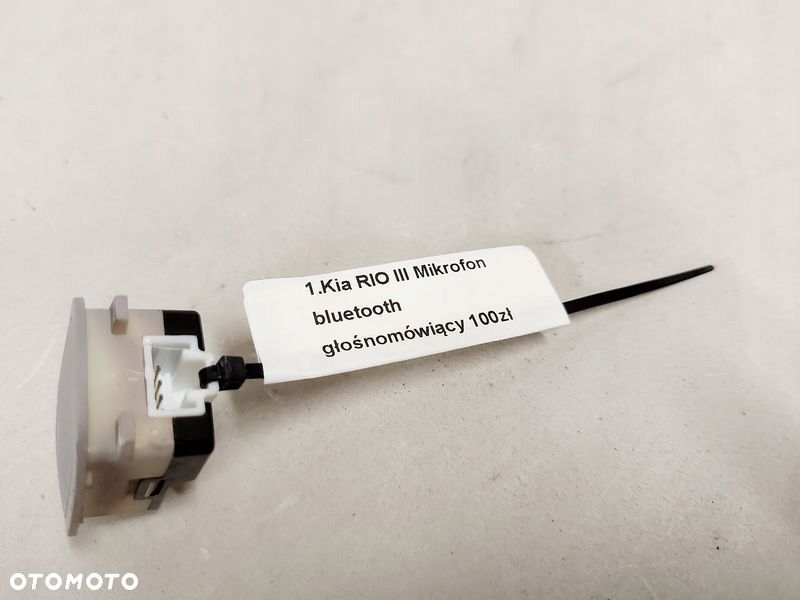 1.Kia RIO III Mikrofon
bluetooth
głośnomówiący 100zł
OTOMOTO